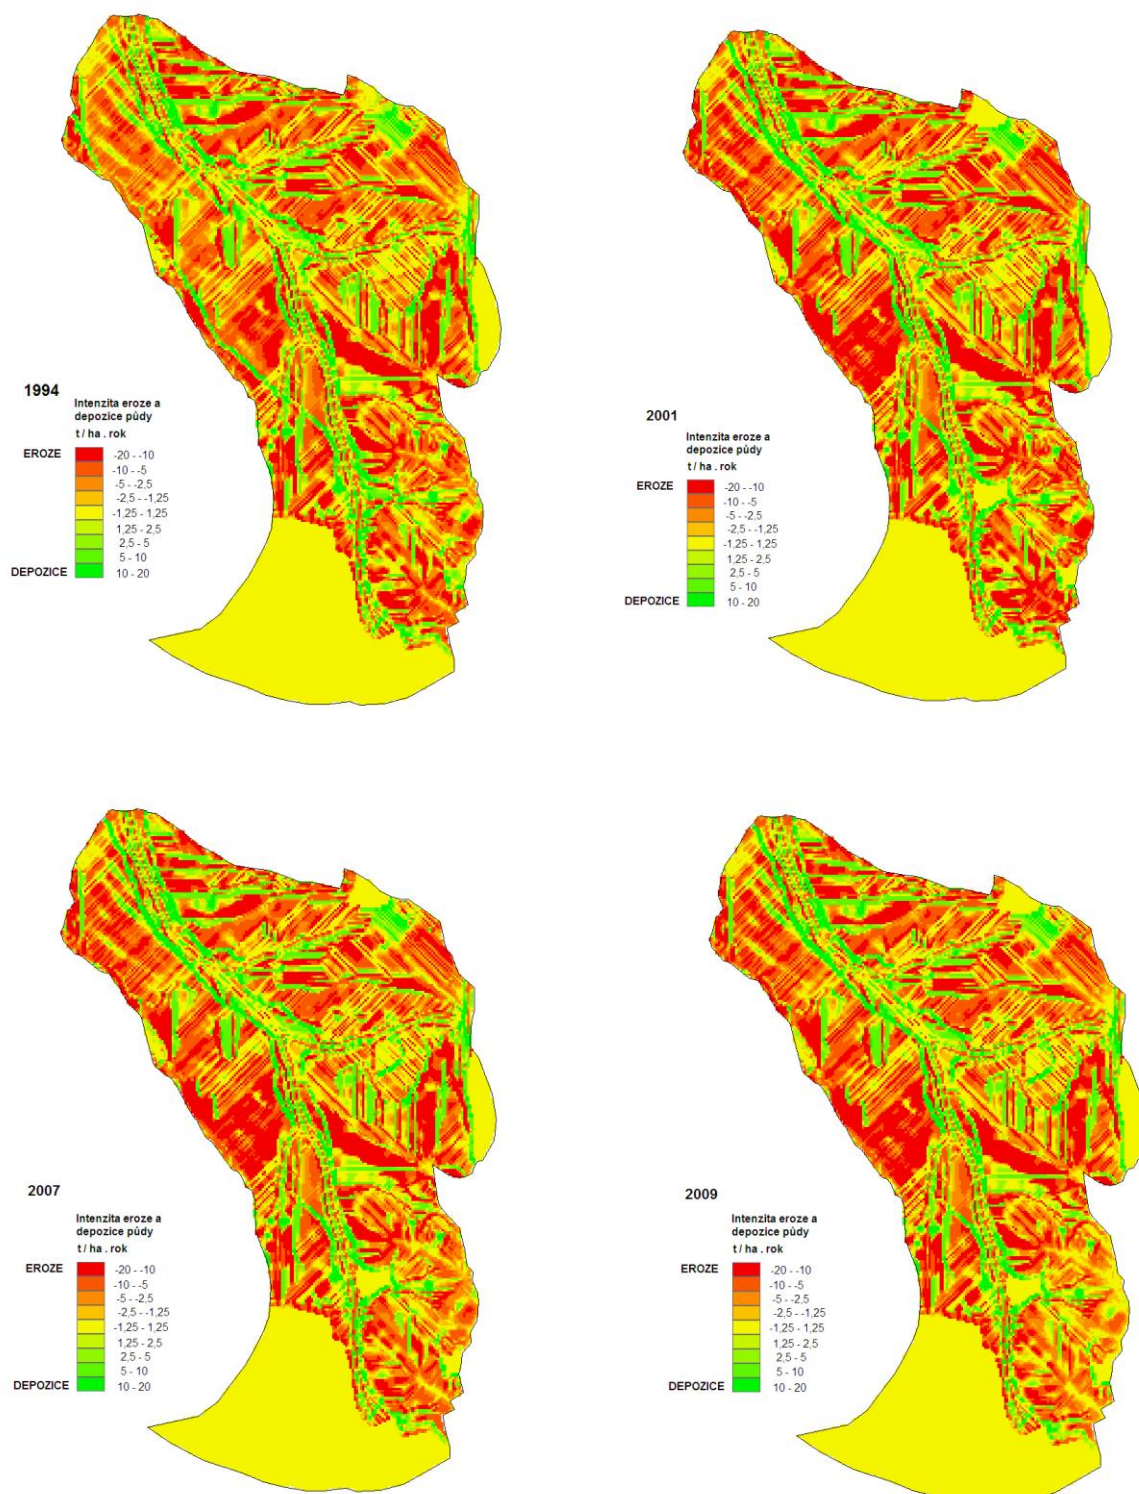 1994
Intenzita eroze a
depozice půdy
t / ha . rok
EROZE
-20 - -10
-10 - -5
-5 - -2,5
-2,5 - -1,25
-1,25 - 1,25
1,25 - 2,5
2,5 - 5
5 - 10
DEPOZICE
10 - 20
2001
Intenzita eroze a
depozice půdy
t / ha . rok
EROZE
-20 - -10
-10 - -5
-5 - -2,5
-2,5 - -1,25
-1,25 - 1,25
1,25 - 2,5
2,5 - 5
5 - 10
DEPOZICE
10 - 20
2007
Intenzita eroze a
depozice půdy
t / ha . rok
EROZE
-20 - -10
-10 - -5
-5 - -2,5
-2,5 - -1,25
-1,25 - 1,25
1,25 - 2,5
2,5 - 5
5 - 10
DEPOZICE
10 - 20
2009
Intenzita eroze a
depozice půdy
t / ha . rok
EROZE
-20 - -10
-10 - -5
-5 - -2,5
-2,5 - -1,25
-1,25 - 1,25
1,25 - 2,5
2,5 - 5
5 - 10
DEPOZICE
10 - 20